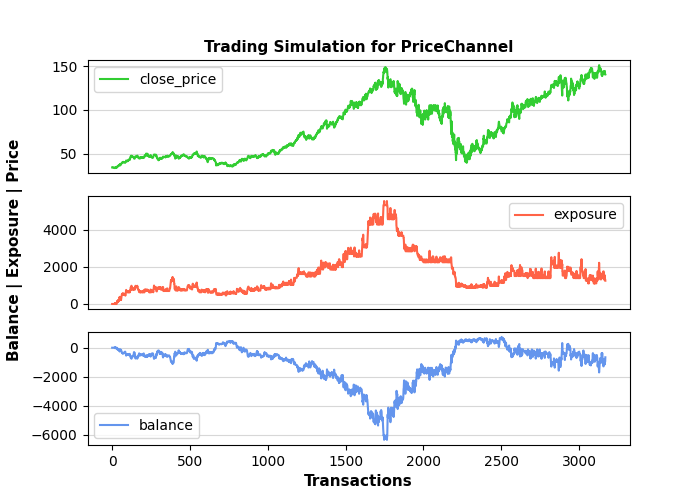 Trading Simulation for PriceChannel
150
100
50
close_price
4000
2000
0
exposure
0
−2000
−4000
−6000
balance
0
500
1000
1500
2000
2500
3000
Transactions
Balance | Exposure | Price